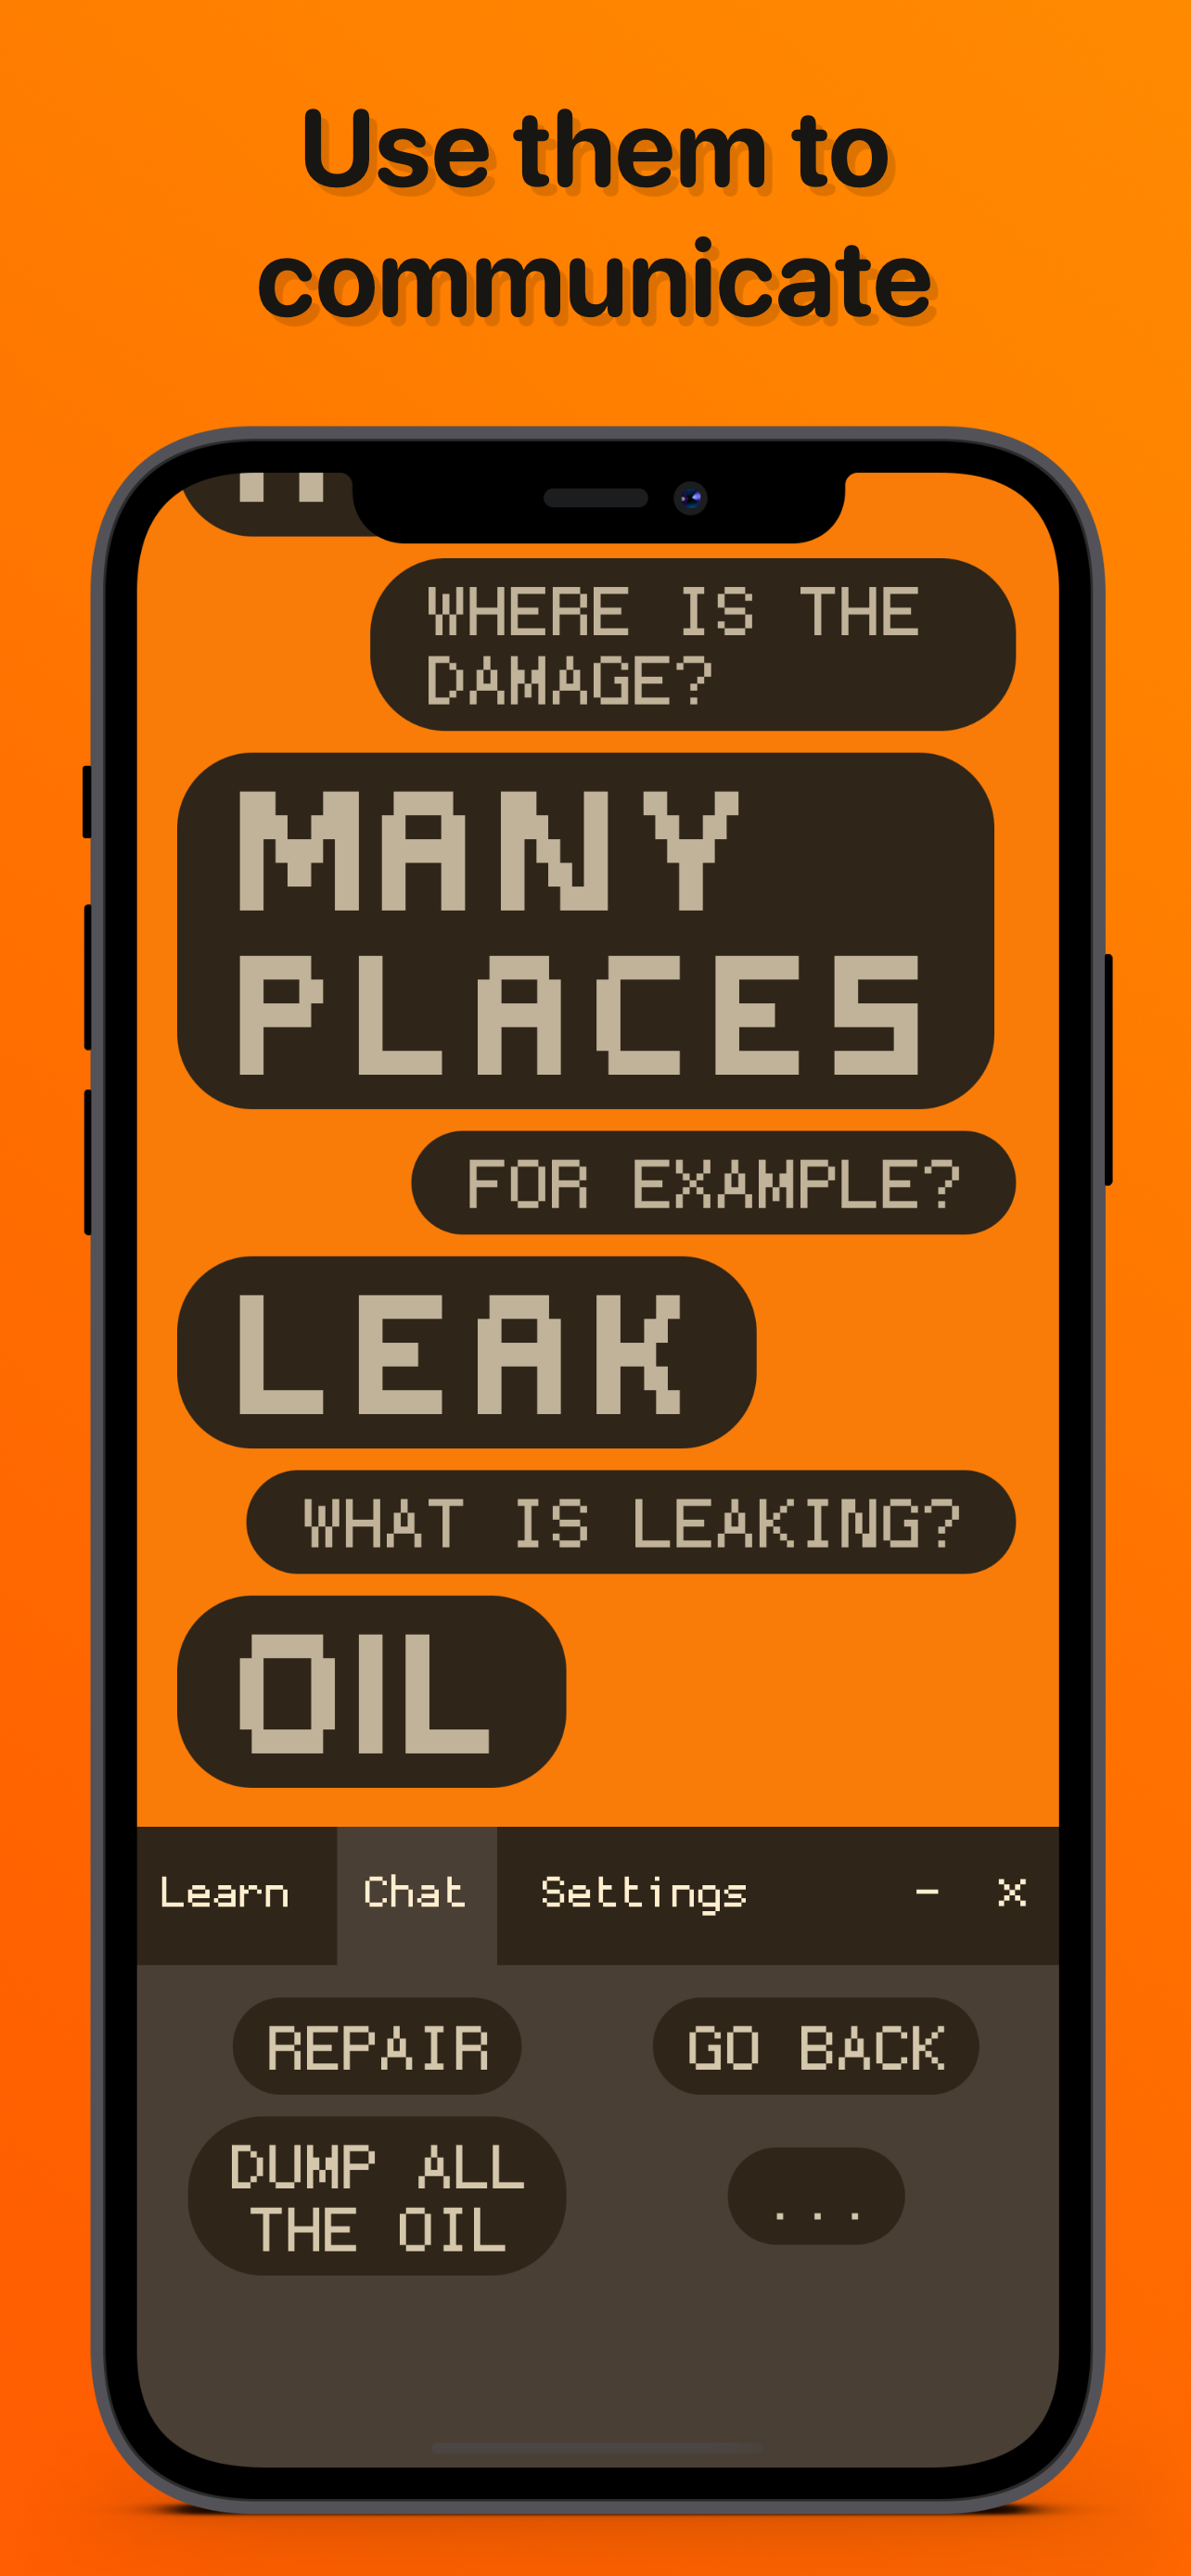 Use them to
communicate
WHERE IS THE
DAMAGE?
MANY
PLACES
FOR EXAMPLE?
LEAK
WHAT IS LEAKING?
OIL
Learn Chat Settings - x
REPAIR GO BACK
DUMP ALL
THE OIL
...